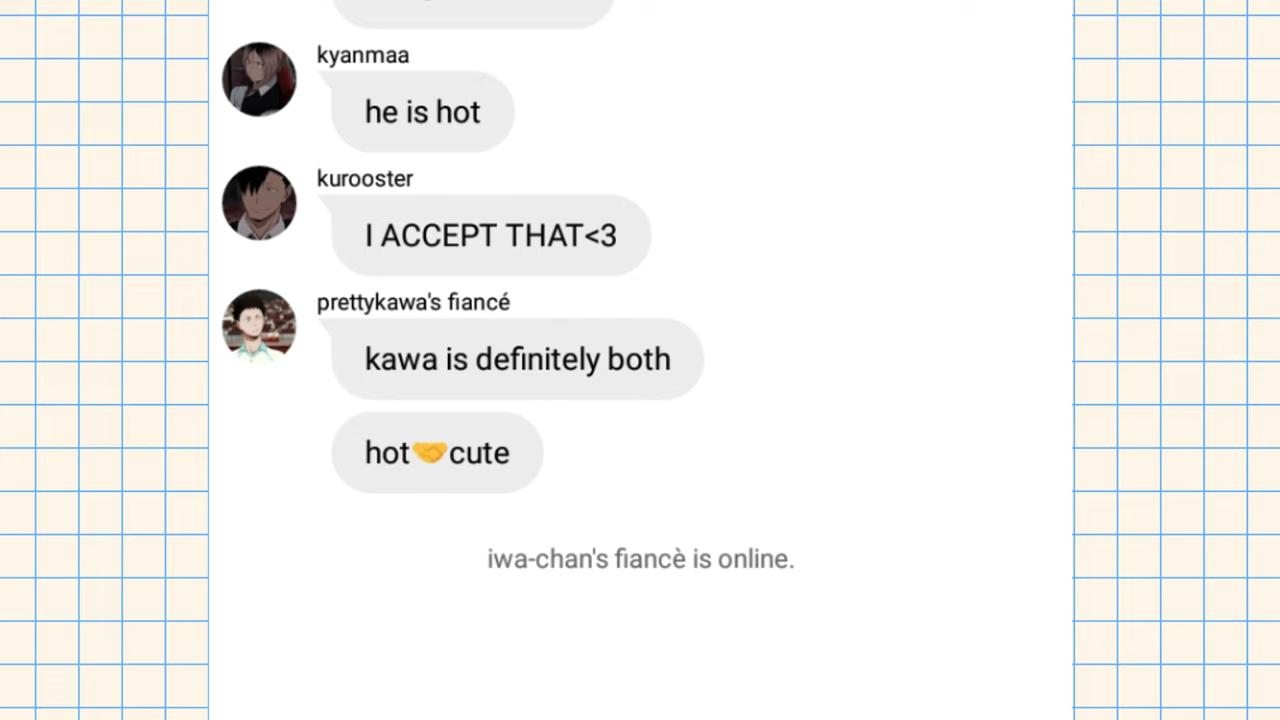 kyanmaa
he is hot
kurooster
I ACCEPT THAT<3
prettykawa's fiancé
kawa is definitely both
hot🤝cute
iwa-chan's fiancè is online.